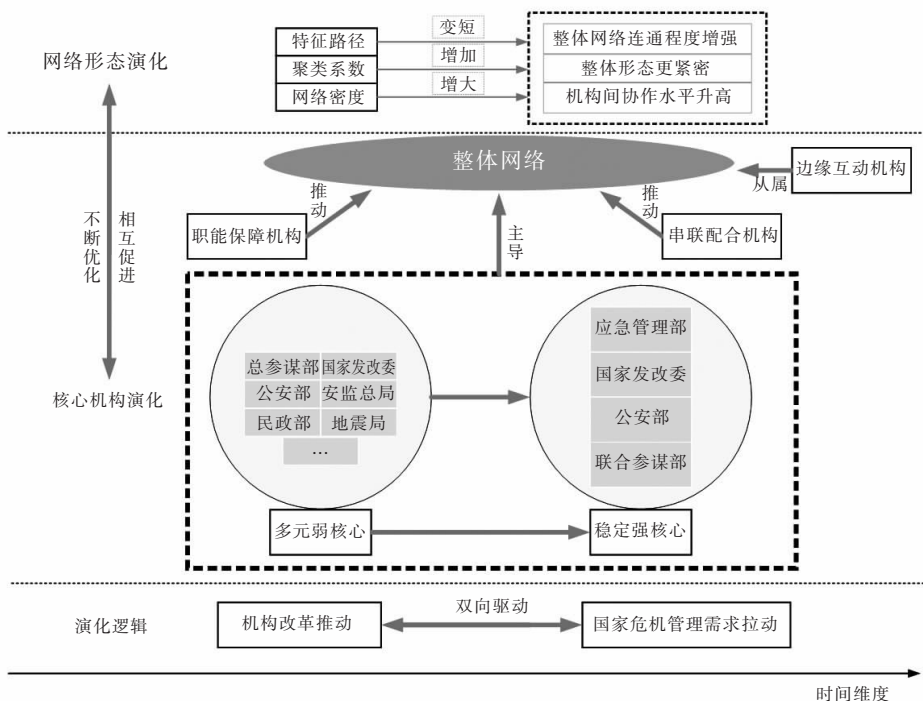 特征路径
变短
整体网络连通程度增强
网络形态演化
聚类系数
增加
整体形态更紧密
网络密度
增大
机构间协作水平升高
整体网络
边缘互动机构
从属
推动
推动
职能保障机构
主导
串联配合机构
不断优化
相互促进
应急管理部
总参谋部
国家发改委
国家发改委
公安部
安监总局
核心机构演化
公安部
民政部
地震局
…
联合参谋部
多元弱核心
稳定强核心
双向驱动
演化逻辑
机构改革推动
国家危机管理需求拉动
时间维度